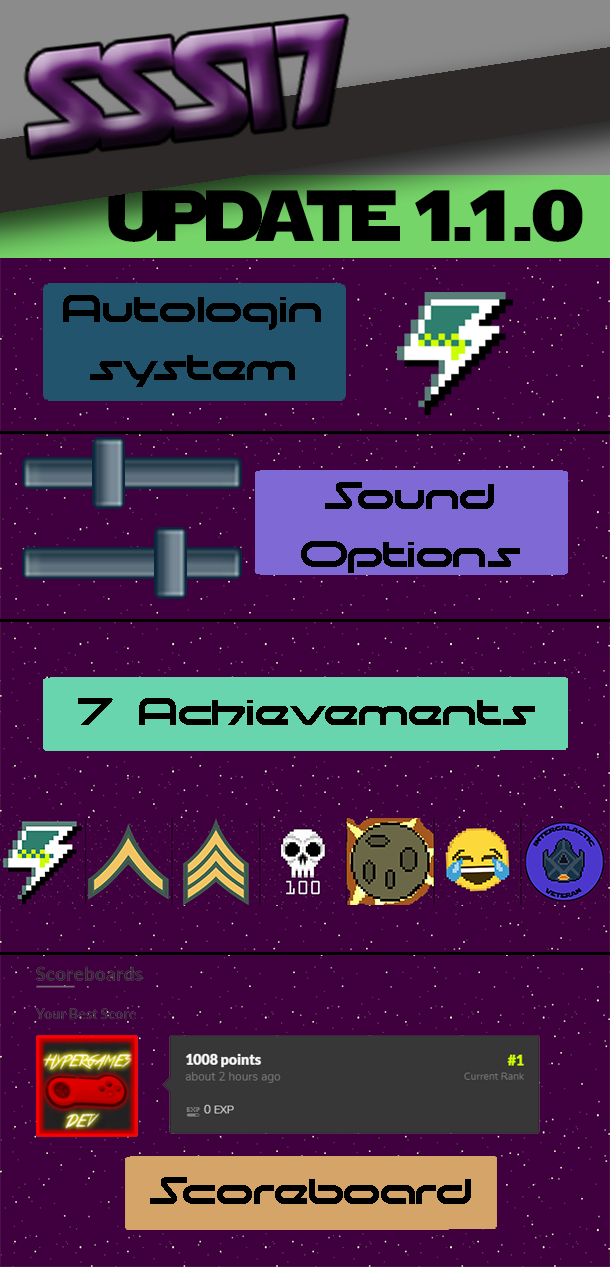 SSS17
UPDATE 1.1.0
Autologin
system
Sound
Options
7 Achievements
100
INTERGALACTIC
VETERAN
Scoreboards
Your Best Score
HYPERGAMES
DEV
1008 points
#1
about 2 hours ago
Current Rank
EXP 0 EXP
Scoreboard